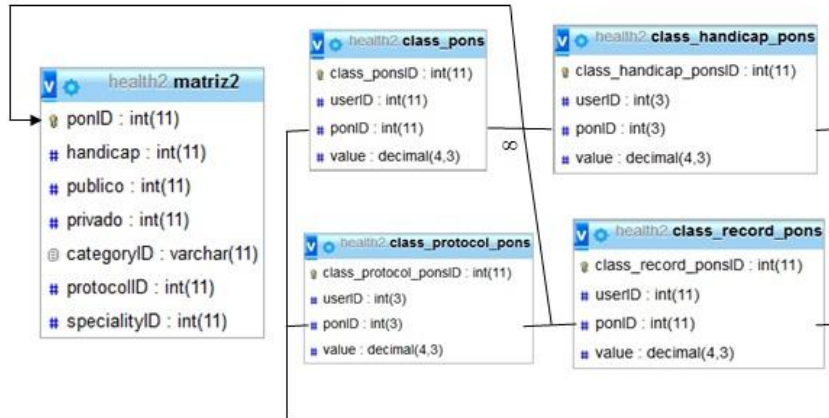 health2 matriz2
ponID : int(11)
handicap : int(11)
publico : int(11)
privado : int(11)
categoryID : varchar(11)
protocolID : int(11)
specialityID : int(11)
health2 class_pons
class_ponsID : int(11)
userID : int(11)
ponID : int(11)
value : decimal(4,3)
health2 class_handicap_pons
class_handicap_ponsID : int(11)
userID : int(3)
ponID : int(3)
value : decimal(4,3)
∞
health2 class_protocol_pons
class_protocol_ponsID : int(11)
userID : int(3)
ponID : int(3)
value : decimal(4,3)
health2 class_record_pons
class_record_ponsID : int(11)
userID : int(11)
ponID : int(11)
value : decimal(4,3)